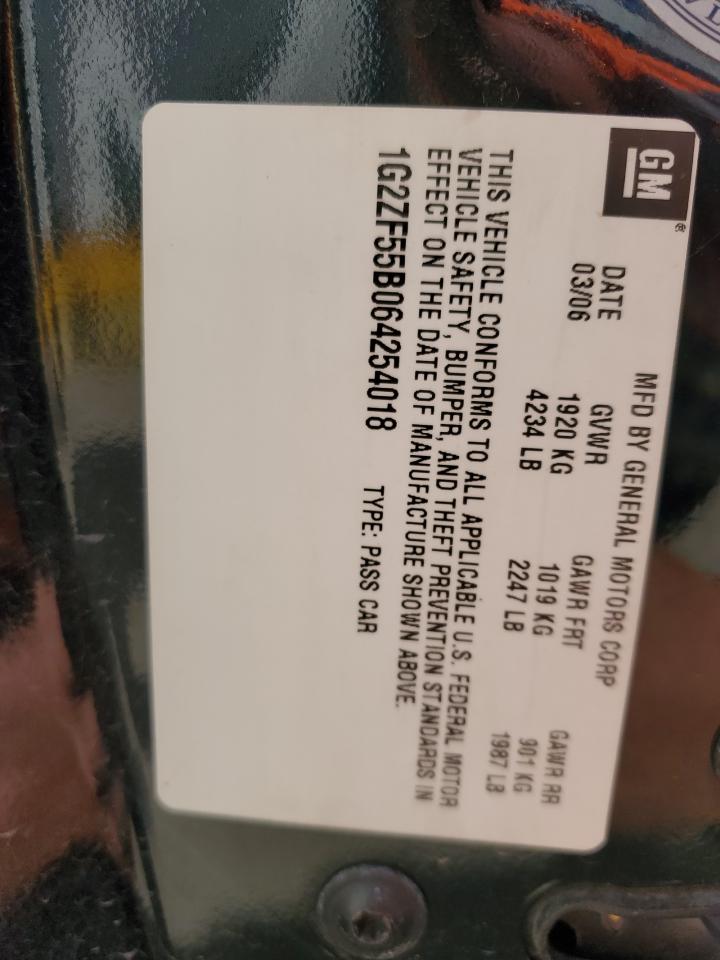 GM®
MFD BY GENERAL MOTORS CORP
DATE GVWR GAWR FRT GAWR RR
03/06 1920 KG 1019 KG 901 KG
4234 LB 2247 LB 1987 LB
THIS VEHICLE CONFORMS TO ALL APPLICABLE U.S. FEDERAL MOTOR
VEHICLE SAFETY, BUMPER, AND THEFT PREVENTION STANDARDS IN
EFFECT ON THE DATE OF MANUFACTURE SHOWN ABOVE.
1G2ZF55B064254018 TYPE: PASS CAR